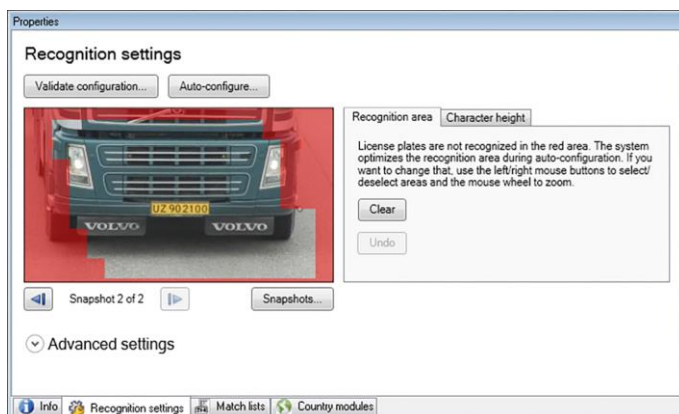 Properties
Recognition settings
Validate configuration...
Auto-configure...
Recognition area
Character height
License plates are not recognized in the red area. The system
optimizes the recognition area during auto-configuration. If you
want to change that, use the left/right mouse buttons to select/
deselect areas and the mouse wheel to zoom.
Clear
Undo
UZ 902100
VOLVO
VOLVO
Snapshot 2 of 2
Snapshots...
Advanced settings
Info
Recognition settings
Match lists
Country modules